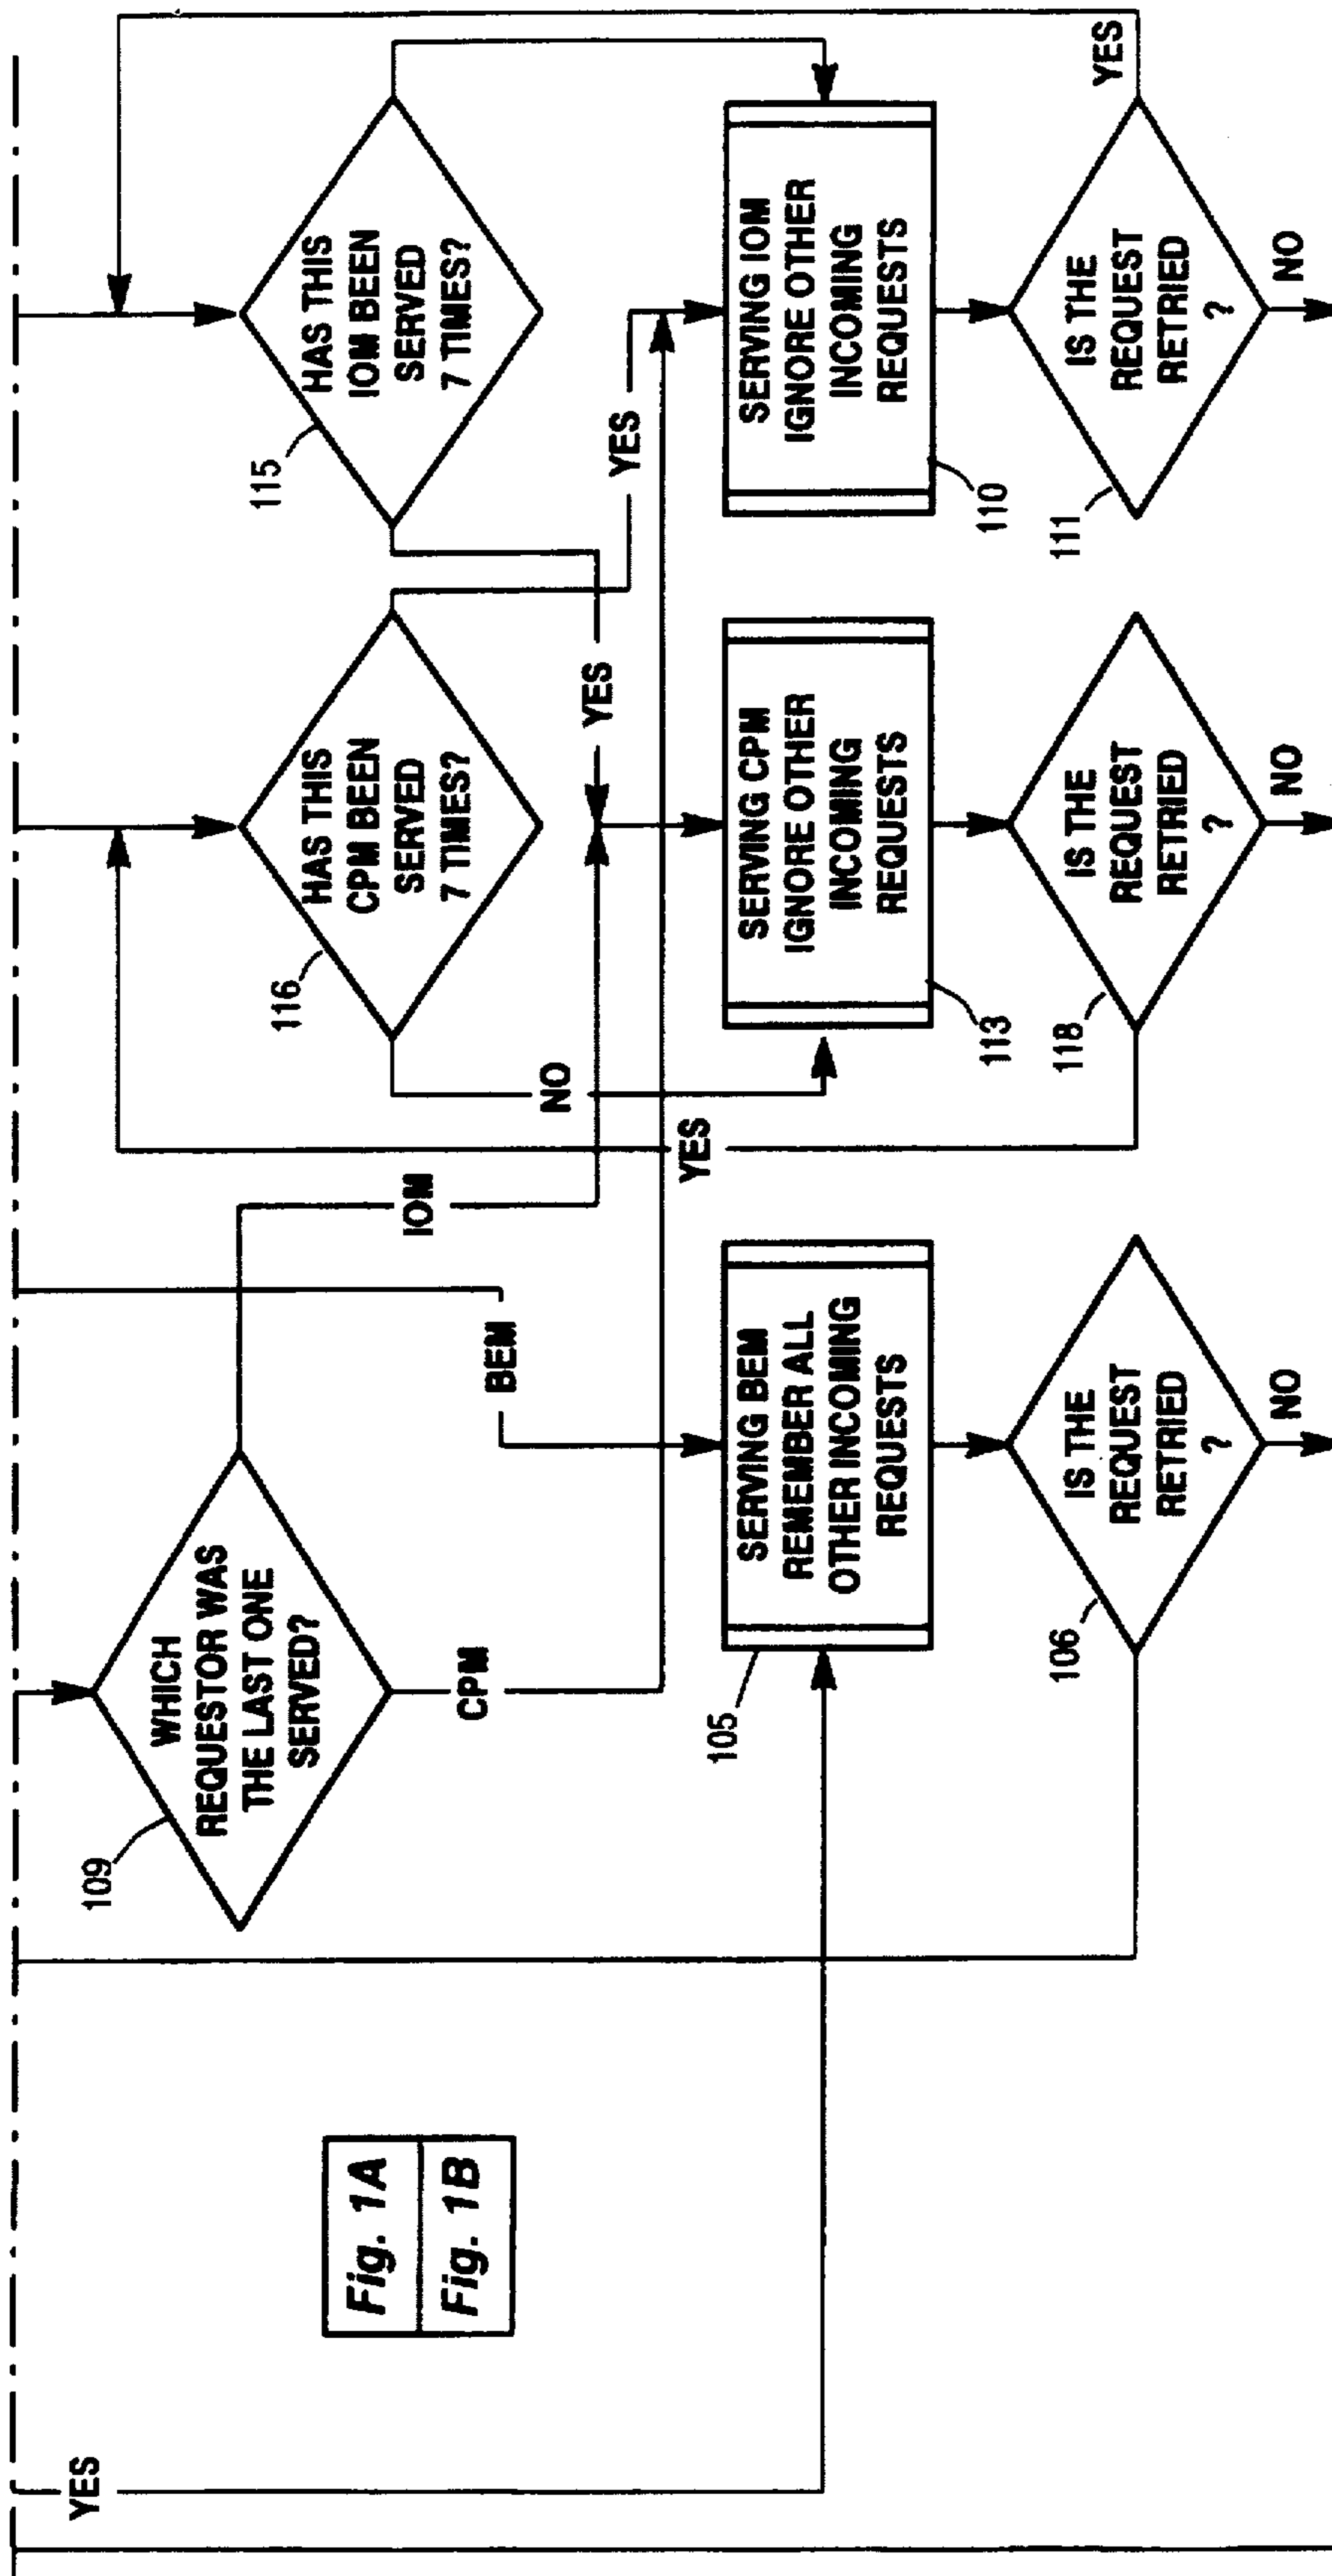 YES
Fig. 1A
Fig. 1B
109
WHICH
REQUESTOR WAS
THE LAST ONE
SERVED?
IOM
CPM
BEM
116
HAS THIS
CPM BEEN
SERVED
7 TIMES?
NO
YES
115
HAS THIS
IOM BEEN
SERVED
7 TIMES?
YES
105
SERVING BEM
REMEMBER ALL
OTHER INCOMING
REQUESTS
YES
SERVING CPM
IGNORE OTHER
INCOMING
REQUESTS
113
SERVING IOM
IGNORE OTHER
INCOMING
REQUESTS
110
106
IS THE
REQUEST
RETRIED
?
NO
118
IS THE
REQUEST
RETRIED
?
NO
111
IS THE
REQUEST
RETRIED
?
YES
NO